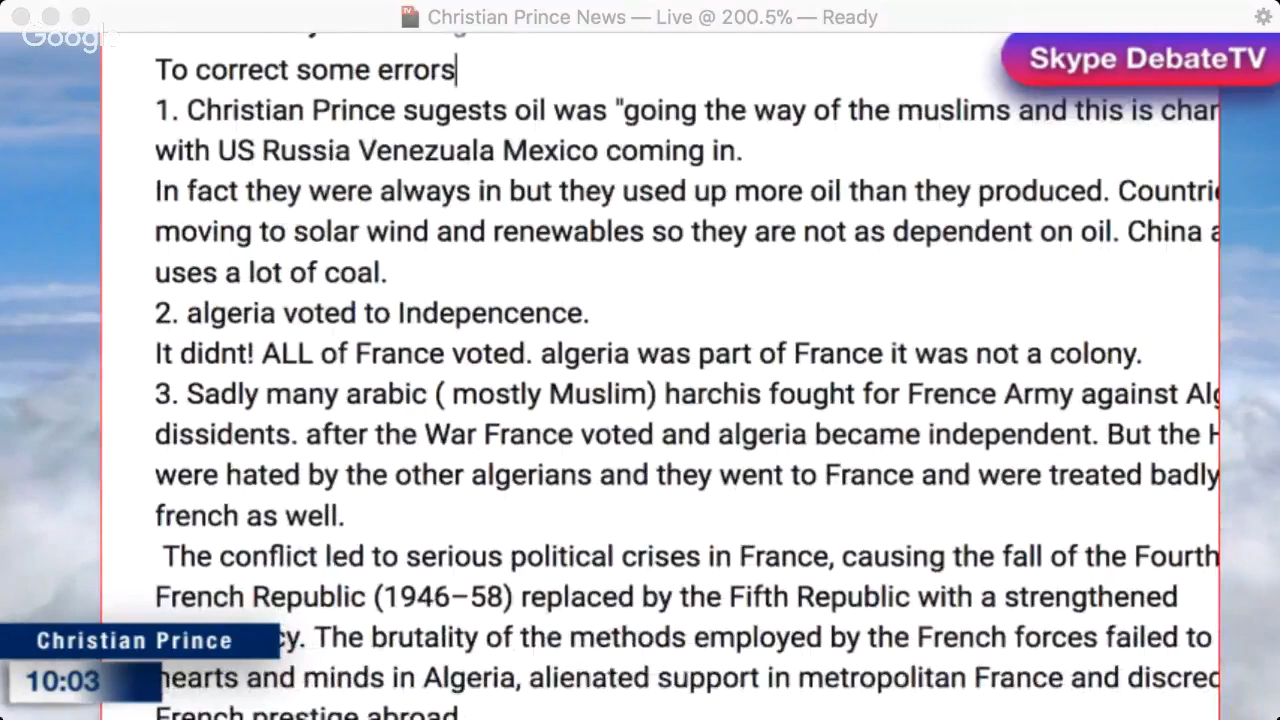 Christian Prince News — Live @ 200.5% — Ready
Google
Skype DebateTV
To correct some errors
1. Christian Prince sugests oil was "going the way of the muslims and this is
with US Russia Venezuala Mexico coming in.
In fact they were always in but they used up more oil than they produced.
moving to solar wind and renewables so they are not as dependent on oil. China
uses a lot of coal.
2. algeria voted to Indepencence.
It didnt! ALL of France voted. algeria was part of France it was not a colony.
3. Sadly many arabic ( mostly Muslim) harchis fought for Frence Army against
dissidents. after the War France voted and algeria became independent. But the
were hated by the other algerians and they went to France and were treated badly
french as well.
The conflict led to serious political crises in France, causing the fall of the Fourth
French Republic (1946–58) replaced by the Fifth Republic with a strengthened
cy. The brutality of the methods employed by the French forces failed to
hearts and minds in Algeria, alienated support in metropolitan France and
French prestige abroad
Christian Prince
10:03